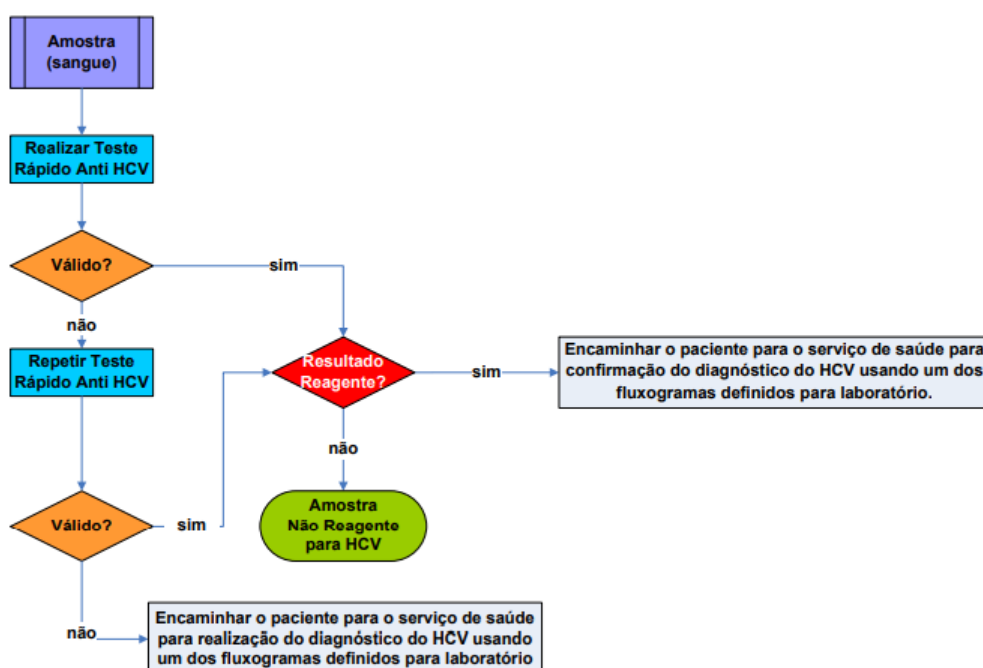 Amostra
(sangue)
Realizar Teste
Rápido Anti HCV
Válido?
sim
não
Repetir Teste
Rápido Anti HCV
Resultado
Reagente?
sim
Encaminhar o paciente para o serviço de saúde para
confirmação do diagnóstico do HCV usando um dos
fluxogramas definidos para laboratório.
não
Amostra
Não Reagente
para HCV
Válido?
sim
não
Encaminhar o paciente para o serviço de saúde
para realização do diagnóstico do HCV usando
um dos fluxogramas definidos para laboratório